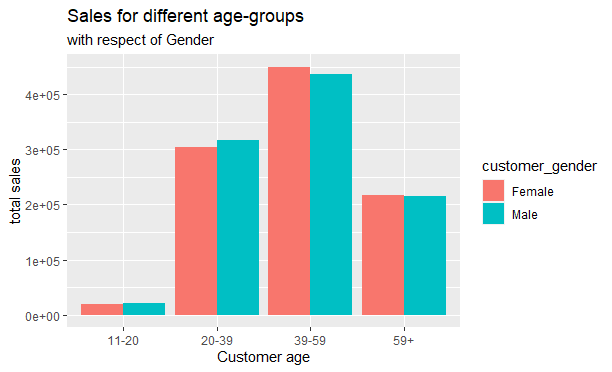 Sales for different age-groups
with respect of Gender
total sales
4e+05
3e+05
2e+05
1e+05
0e+00
11-20 20-39 39-59 59+
Customer age
customer_gender
Female
Male